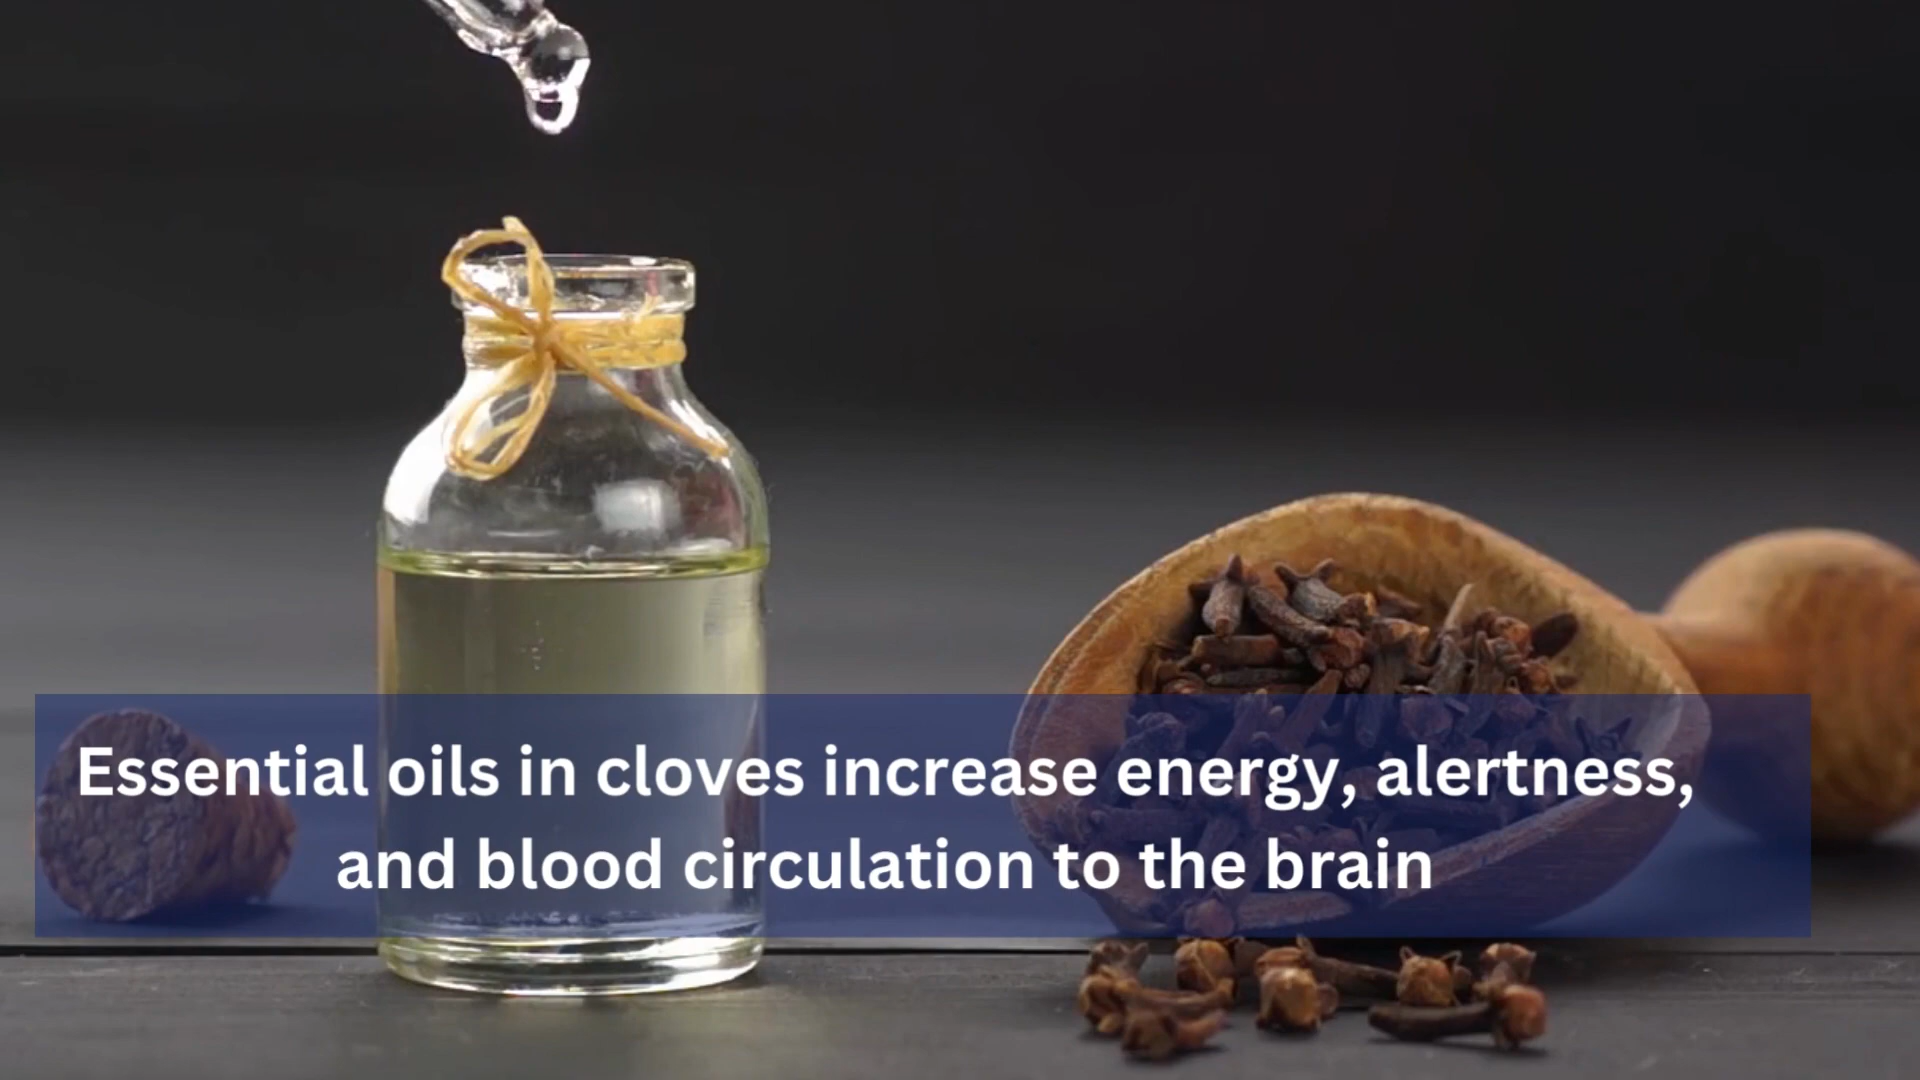 Essential oils in cloves increase energy, alertness,
and blood circulation to the brain